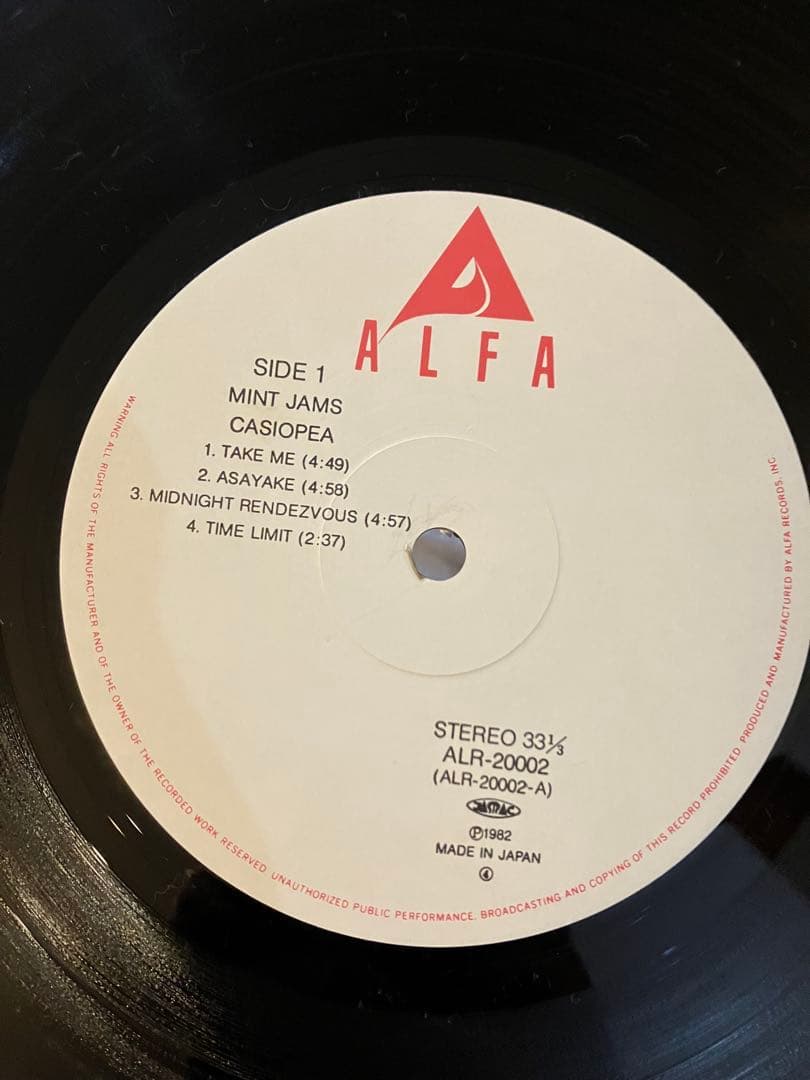 ALFA
SIDE 1
MINT JAMS
CASIOPEA
1. TAKE ME (4:49)
2. ASAYAKE (4:58)
3. MIDNIGHT RENDEZVOUS (4:57)
4. TIME LIMIT (2:37)
STEREO 33⅓
ALR-20002
(ALR-20002-A)
JASRAC
Ⓟ1982
MADE IN JAPAN
④
WARNING ALL RIGHTS OF THE MANUFACTURER AND OF THE OWNER OF THE RECORDED WORK RESERVED UNAUTHORIZED PUBLIC PERFORMANCE. BROADCASTING AND COPYING OF THIS RECORD PROHIBITED PRODUCED AND MANUFACTURED BY ALFA RECORDS, INC.